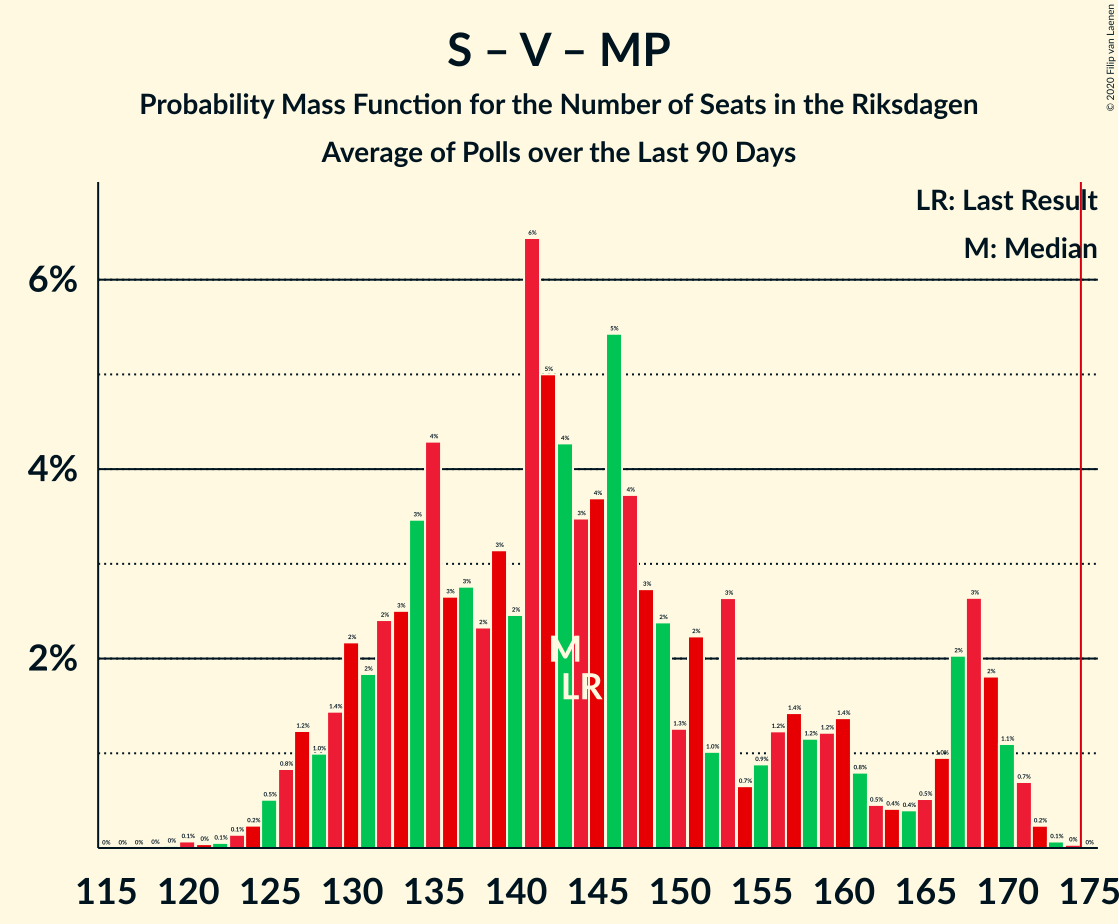 S – V – MP
Probability Mass Function for the Number of Seats in the Riksdagen
Average of Polls over the Last 90 Days
© 2020 Filip van Laenen
LR: Last Result
M: Median
6%
4%
2%
0% 0% 0% 0% 0% 0.1% 0% 0.1% 0.1% 0.2% 0.5% 0.8% 1.2% 1.0% 1.4% 2% 2% 2% 3% 3% 4% 3% 3% 2% 3% 2% 6% 5% 4% 3% 4% 5% 4% 3% 2% 1.3% 2% 1.0% 3% 0.7% 0.9% 1.2% 1.4% 1.2% 1.2% 1.4% 0.8% 0.5% 0.4% 0.4% 0.5% 1.0% 2% 3% 2% 1.1% 0.7% 0.2% 0.1% 0% 0%
M
LR
115 120 125 130 135 140 145 150 155 160 165 170 175